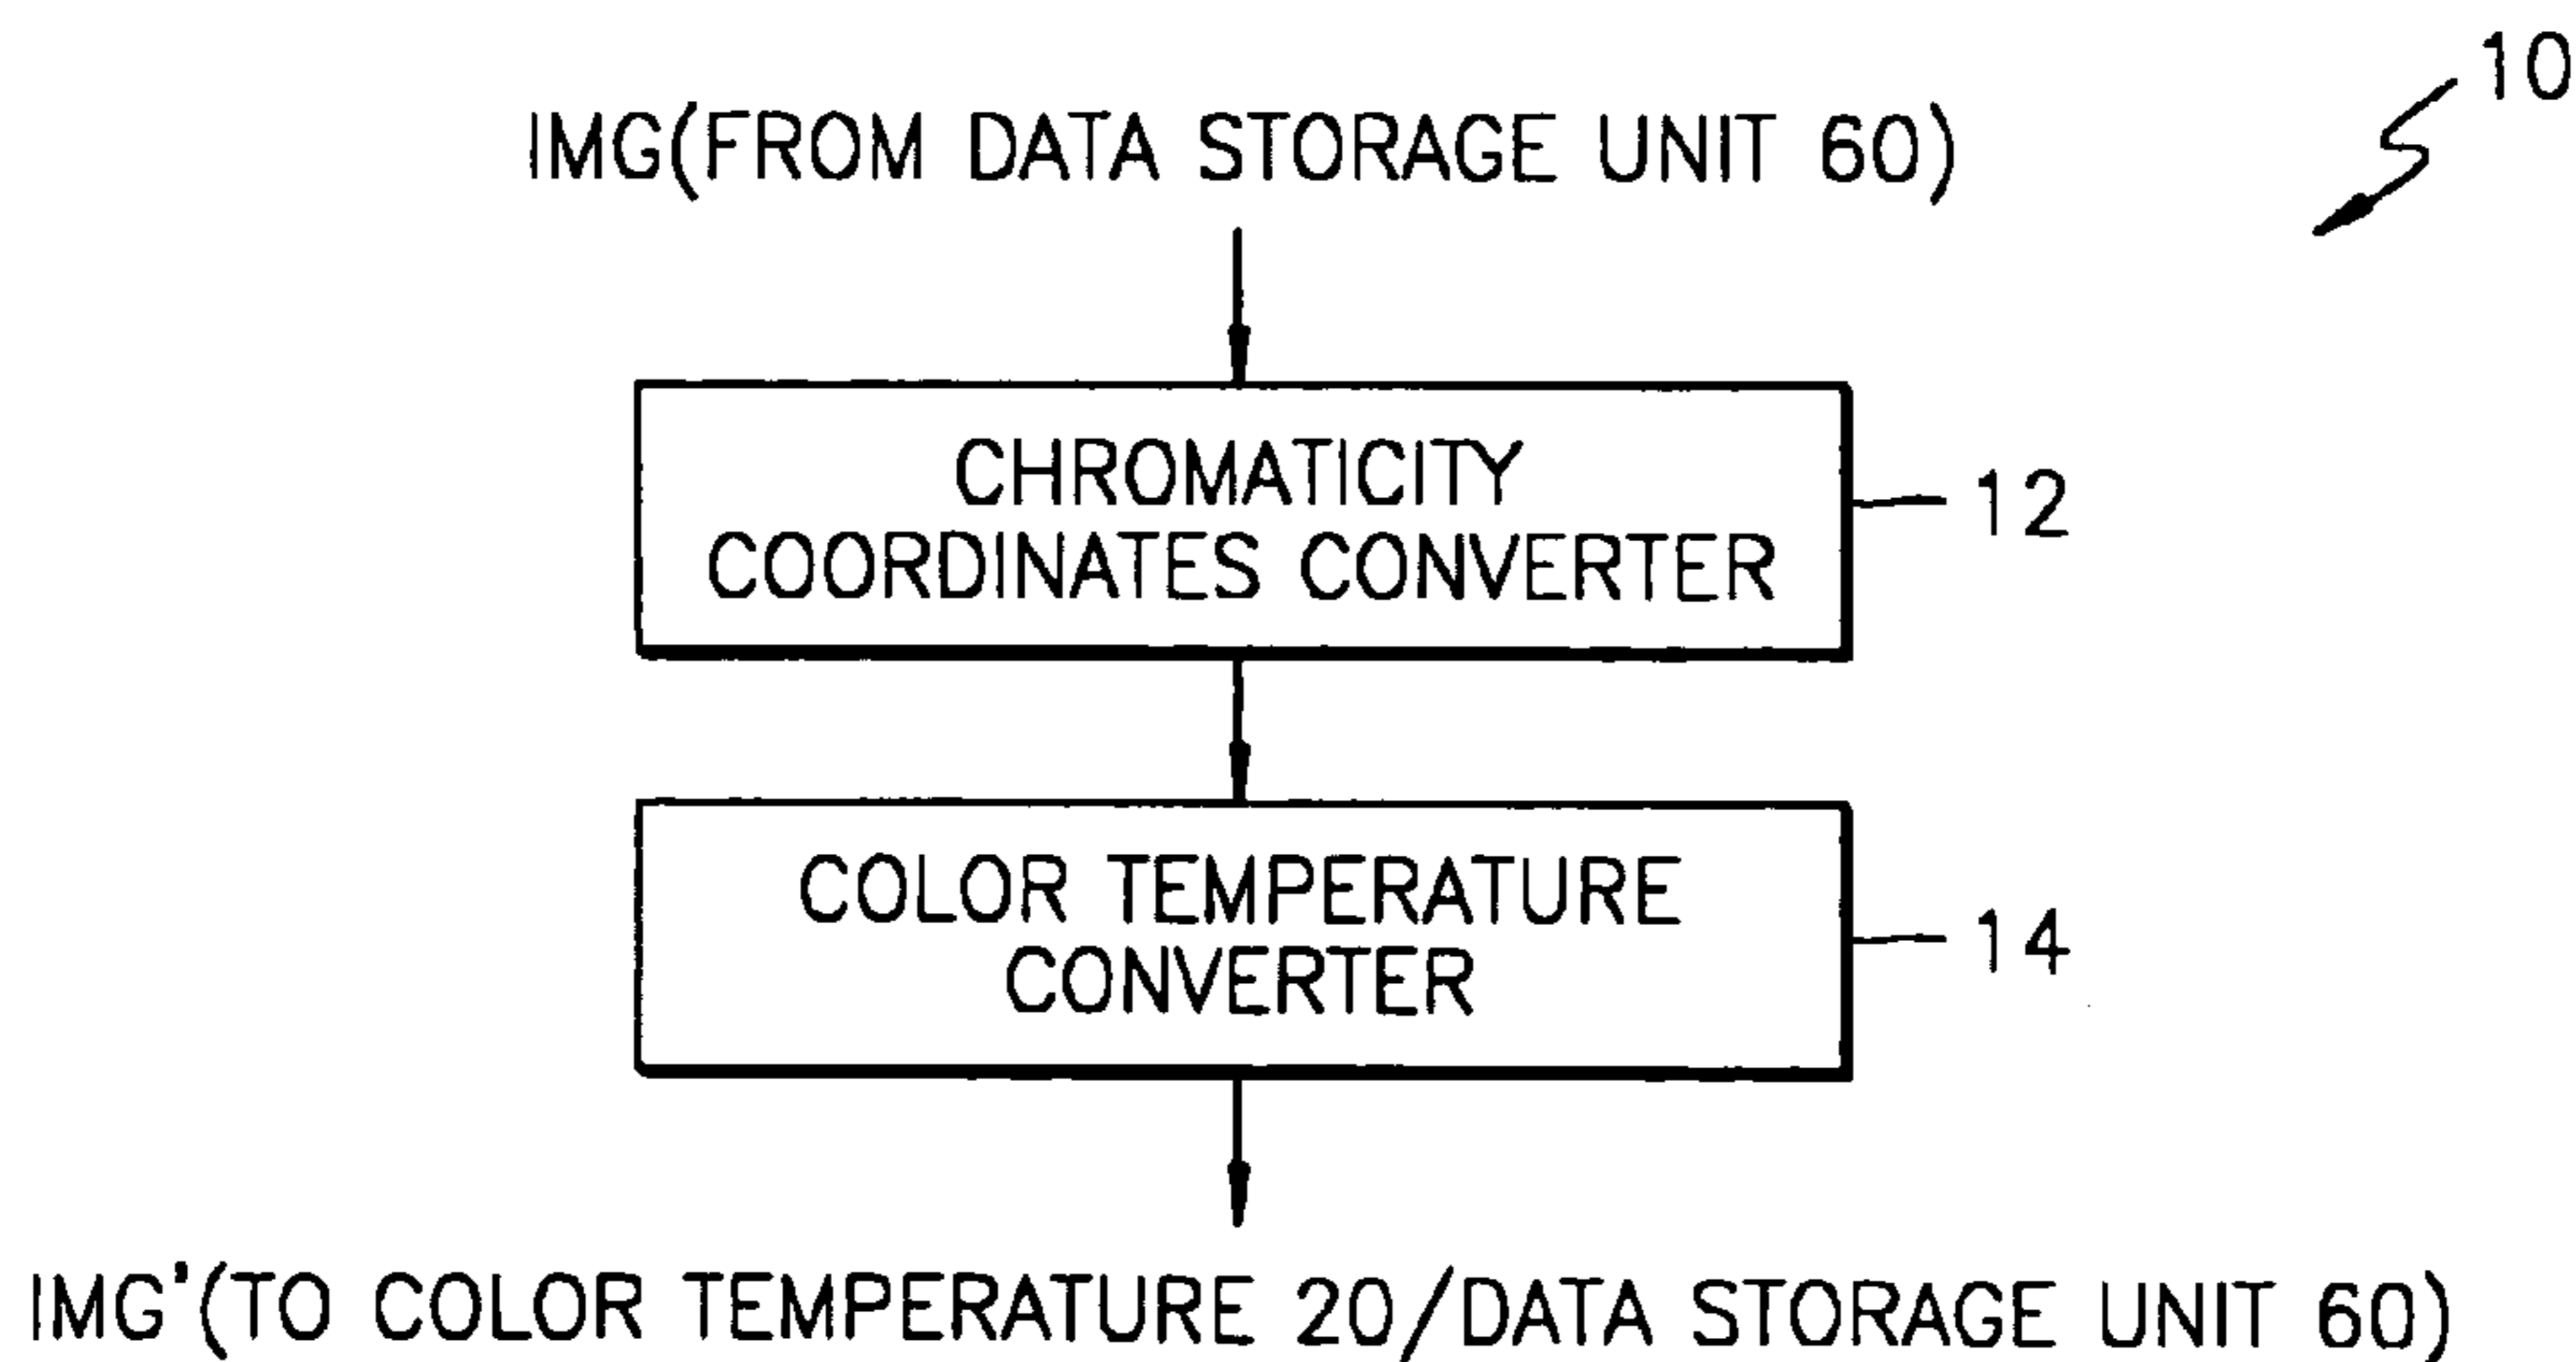 10
IMG(FROM DATA STORAGE UNIT 60)
CHROMATICITY
COORDINATES CONVERTER
12
COLOR TEMPERATURE
CONVERTER
14
IMG'(TO COLOR TEMPERATURE 20/DATA STORAGE UNIT 60)